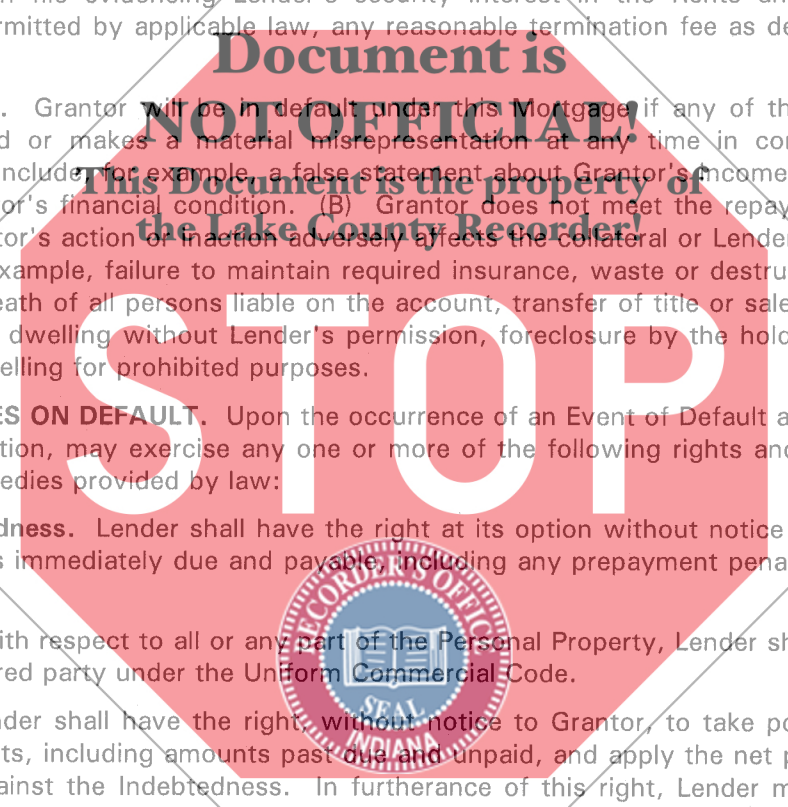 mitted by applicable law, any reasonable termination fee as de
Document is
. Grantor will be in default under this Mortgage if any of th
NOT OFFICIAL!
d or makes a material misrepresentation at any time in co
include, for example, a false statement about Grantor's income
This Document is the property of
or's financial condition. (B) Grantor does not meet the repay
the Lake County Recorder!
tor's action or inaction adversely affects the collateral or Lender
xample, failure to maintain required insurance, waste or destru
eath of all persons liable on the account, transfer of title or sale
dwelling without Lender's permission, foreclosure by the hold
elling for prohibited purposes.
STOP
ES ON DEFAULT. Upon the occurrence of an Event of Default a
tion, may exercise any one or more of the following rights and
edies provided by law:
dness. Lender shall have the right at its option without notice
s immediately due and payable, including any prepayment pena
RECORDER'S OFFICE
ith respect to all or any part of the Personal Property, Lender sh
red party under the Uniform Commercial Code.
SEAL
INDIANA
nder shall have the right, without notice to Grantor, to take po
ts, including amounts past due and unpaid, and apply the net p
ainst the Indebtedness. In furtherance of this right, Lender m